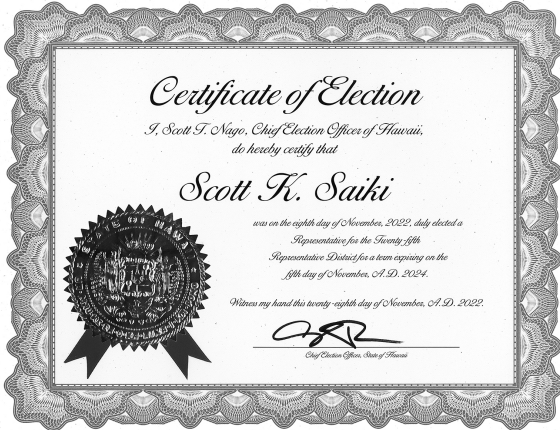 Certificate of Election
I, Scott T. Nago, Chief Election Officer of Hawaii,
do hereby certify that
Scott K. Saiki
was on the eighth day of November, 2022, duly elected a
Representative for the Twenty-fifth
Representative District for a term expiring on the
fifth day of November, A.D. 2024.
Witness my hand this twenty-eighth day of November, A.D. 2022.
Chief Election Officer, State of Hawaii
STATE OF HAWAII